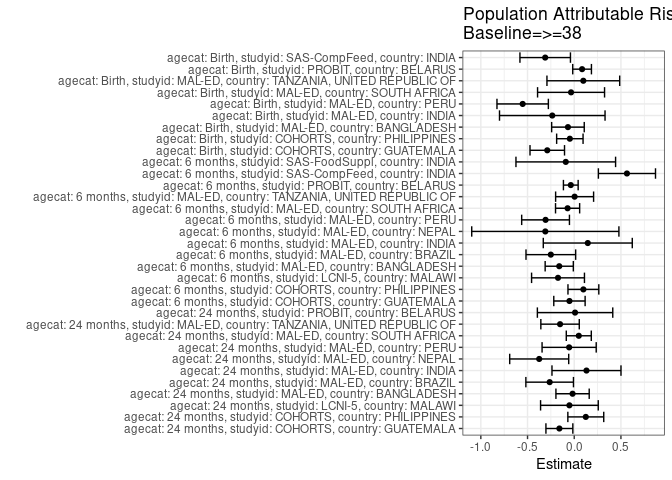 Population Attributable Ris
Baseline=>=38
agecat: Birth, studyid: SAS-CompFeed, country: INDIA
agecat: Birth, studyid: PROBIT, country: BELARUS
agecat: Birth, studyid: MAL-ED, country: TANZANIA, UNITED REPUBLIC OF
agecat: Birth, studyid: MAL-ED, country: SOUTH AFRICA
agecat: Birth, studyid: MAL-ED, country: PERU
agecat: Birth, studyid: MAL-ED, country: INDIA
agecat: Birth, studyid: MAL-ED, country: BANGLADESH
agecat: Birth, studyid: COHORTS, country: PHILIPPINES
agecat: Birth, studyid: COHORTS, country: GUATEMALA
agecat: 6 months, studyid: SAS-FoodSuppl, country: INDIA
agecat: 6 months, studyid: SAS-CompFeed, country: INDIA
agecat: 6 months, studyid: PROBIT, country: BELARUS
agecat: 6 months, studyid: MAL-ED, country: TANZANIA, UNITED REPUBLIC OF
agecat: 6 months, studyid: MAL-ED, country: SOUTH AFRICA
agecat: 6 months, studyid: MAL-ED, country: PERU
agecat: 6 months, studyid: MAL-ED, country: NEPAL
agecat: 6 months, studyid: MAL-ED, country: INDIA
agecat: 6 months, studyid: MAL-ED, country: BRAZIL
agecat: 6 months, studyid: MAL-ED, country: BANGLADESH
agecat: 6 months, studyid: LCNI-5, country: MALAWI
agecat: 6 months, studyid: COHORTS, country: PHILIPPINES
agecat: 6 months, studyid: COHORTS, country: GUATEMALA
agecat: 24 months, studyid: PROBIT, country: BELARUS
agecat: 24 months, studyid: MAL-ED, country: TANZANIA, UNITED REPUBLIC OF
agecat: 24 months, studyid: MAL-ED, country: SOUTH AFRICA
agecat: 24 months, studyid: MAL-ED, country: PERU
agecat: 24 months, studyid: MAL-ED, country: NEPAL
agecat: 24 months, studyid: MAL-ED, country: INDIA
agecat: 24 months, studyid: MAL-ED, country: BRAZIL
agecat: 24 months, studyid: MAL-ED, country: BANGLADESH
agecat: 24 months, studyid: LCNI-5, country: MALAWI
agecat: 24 months, studyid: COHORTS, country: PHILIPPINES
agecat: 24 months, studyid: COHORTS, country: GUATEMALA
-1.0 -0.5 0.0 0.5
Estimate